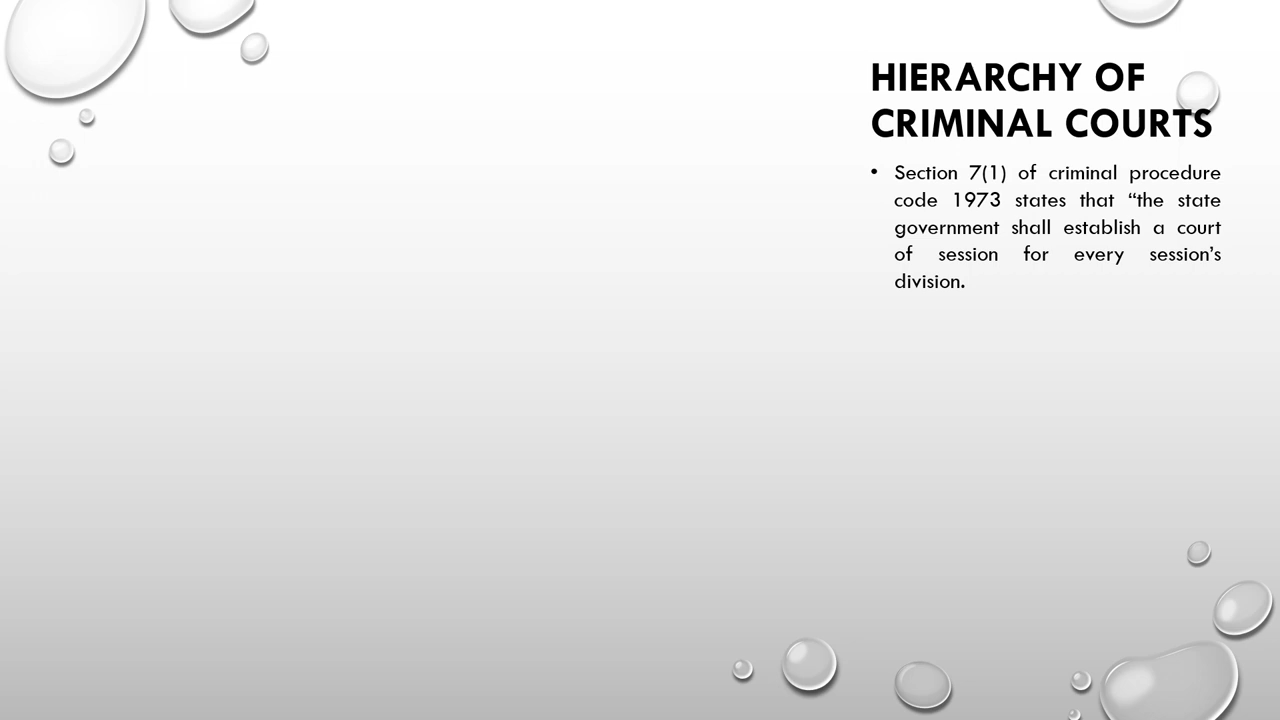 HIERARCHY OF
CRIMINAL COURTS
• Section 7(1) of criminal procedure
code 1973 states that “the state
government shall establish a court
of session for every session’s
division.